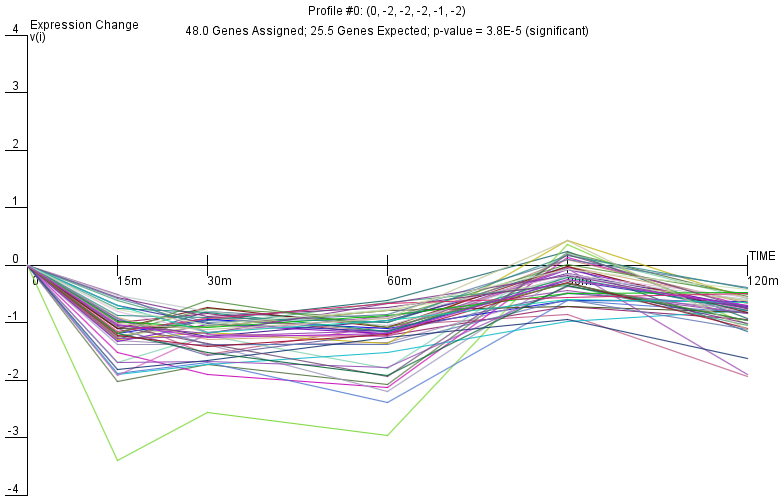 Profile #0: (0, -2, -2, -2, -1, -2)
Expression Change
v(i)
48.0 Genes Assigned; 25.5 Genes Expected; p-value = 3.8E-5 (significant)
4
3
2
1
0
-1
-2
-3
-4
TIME
0 15m 30m 60m 90m 120m